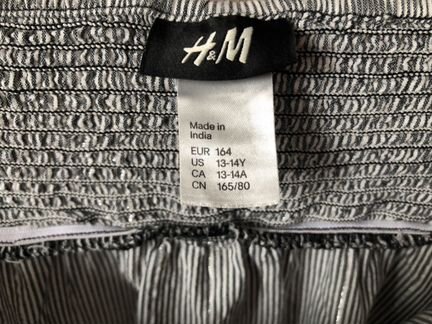 H&M
Made in
India
EUR 164
US 13-14Y
CA 13-14A
CN 165/80